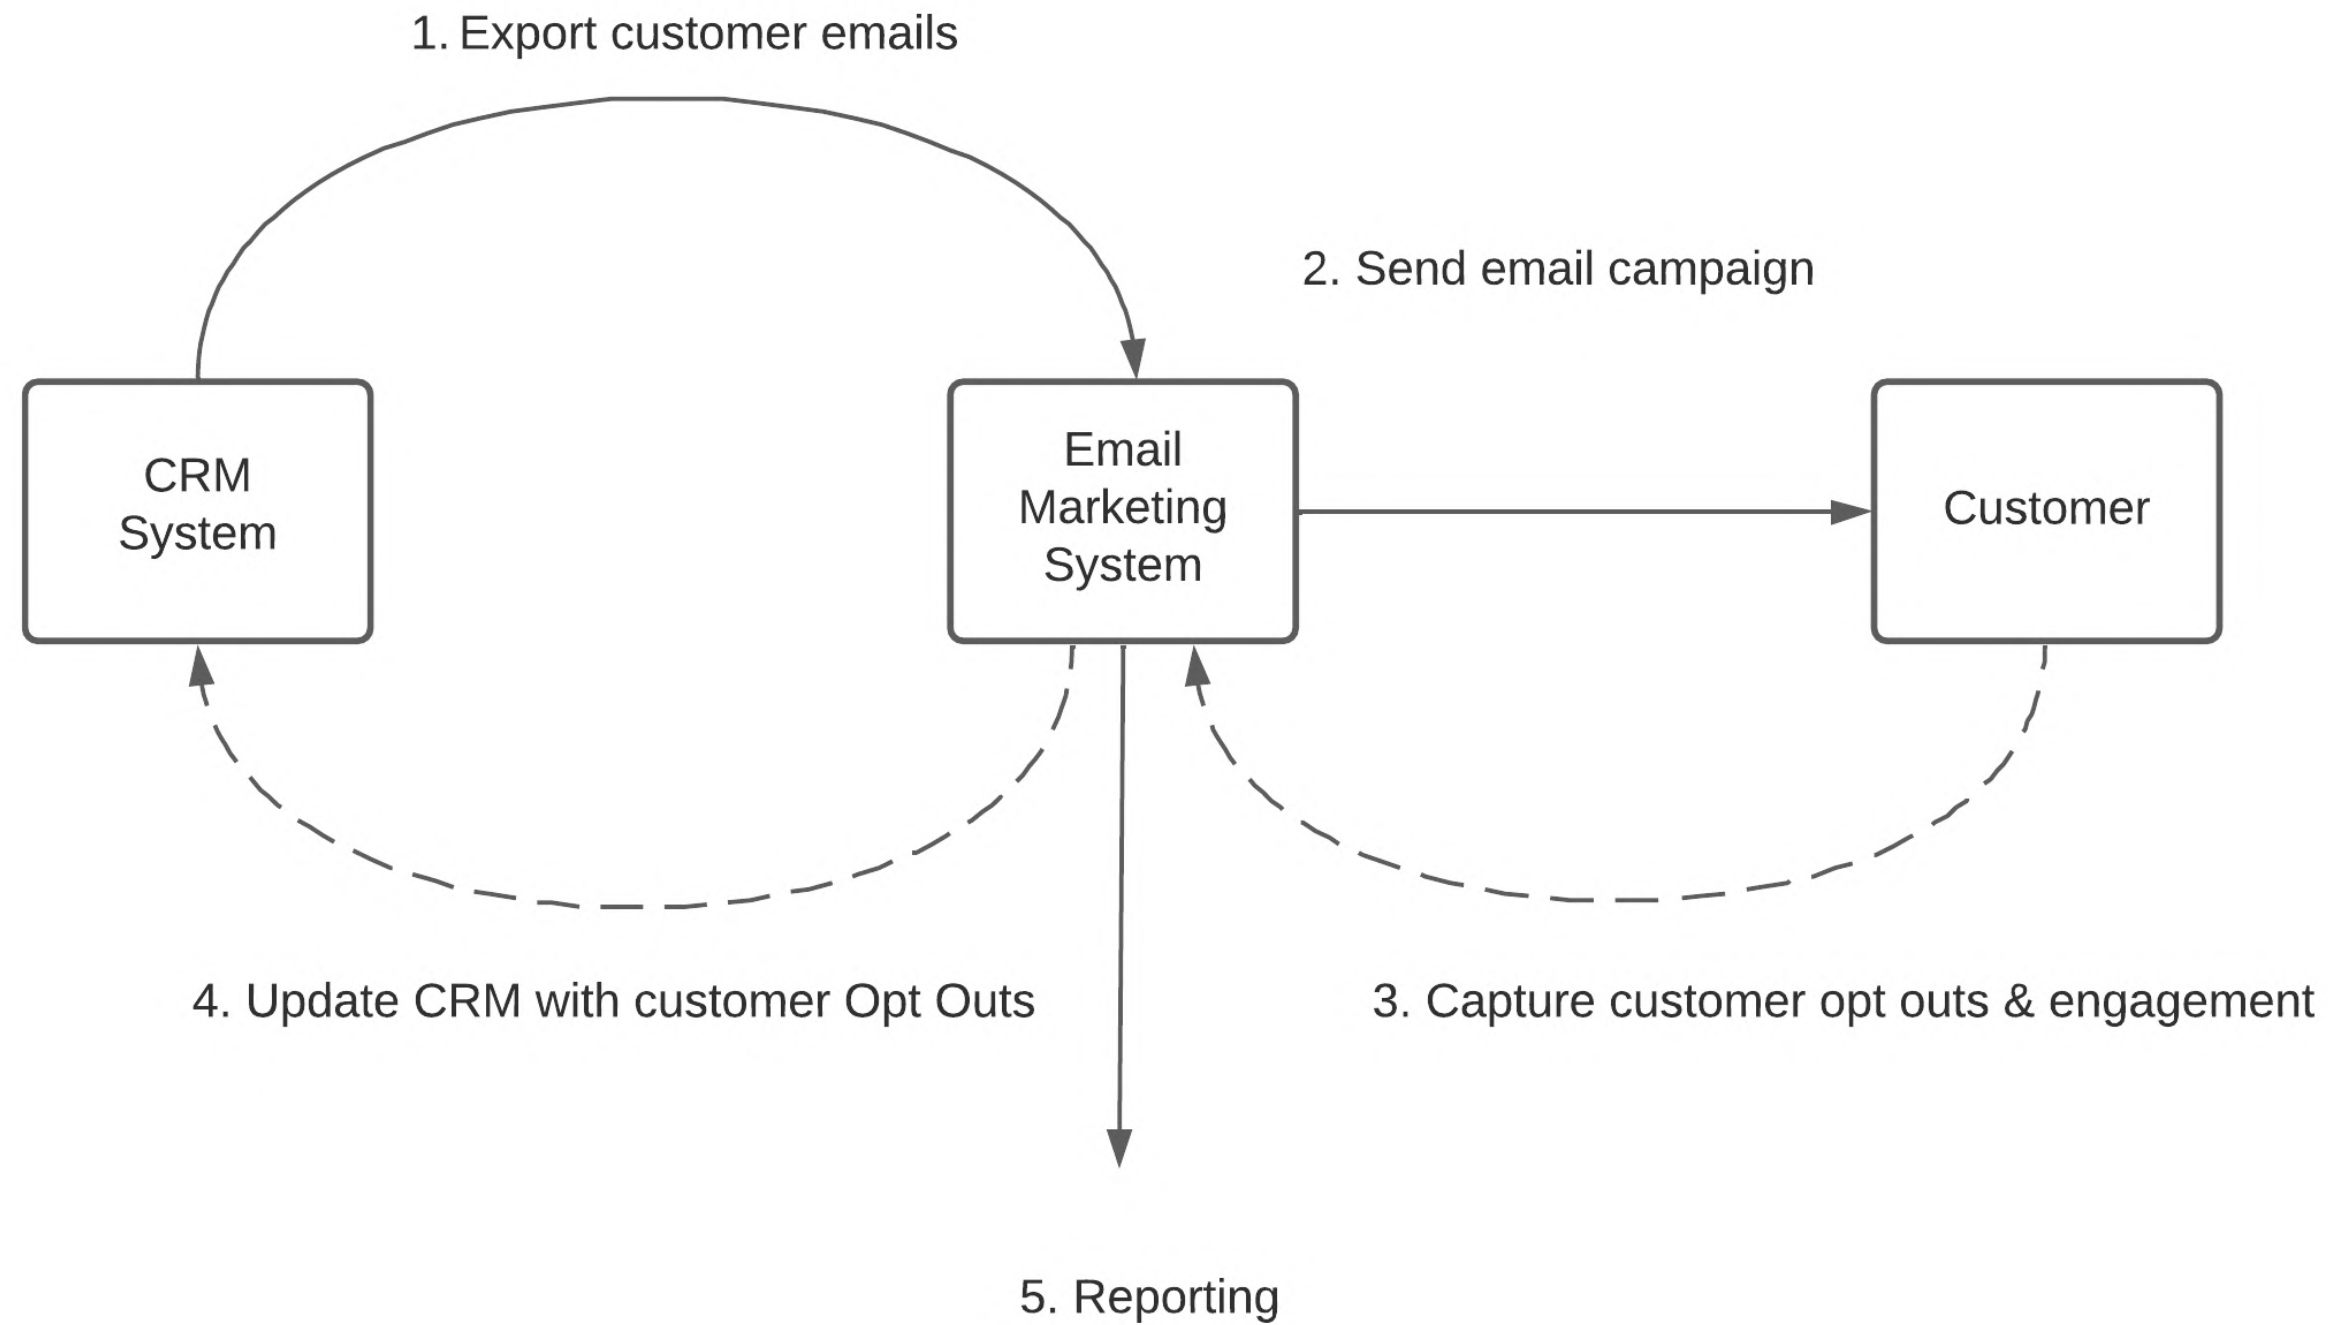 1. Export customer emails
2. Send email campaign
CRM
System
Email
Marketing
System
Customer
4. Update CRM with customer Opt Outs
3. Capture customer opt outs & engagement
5. Reporting